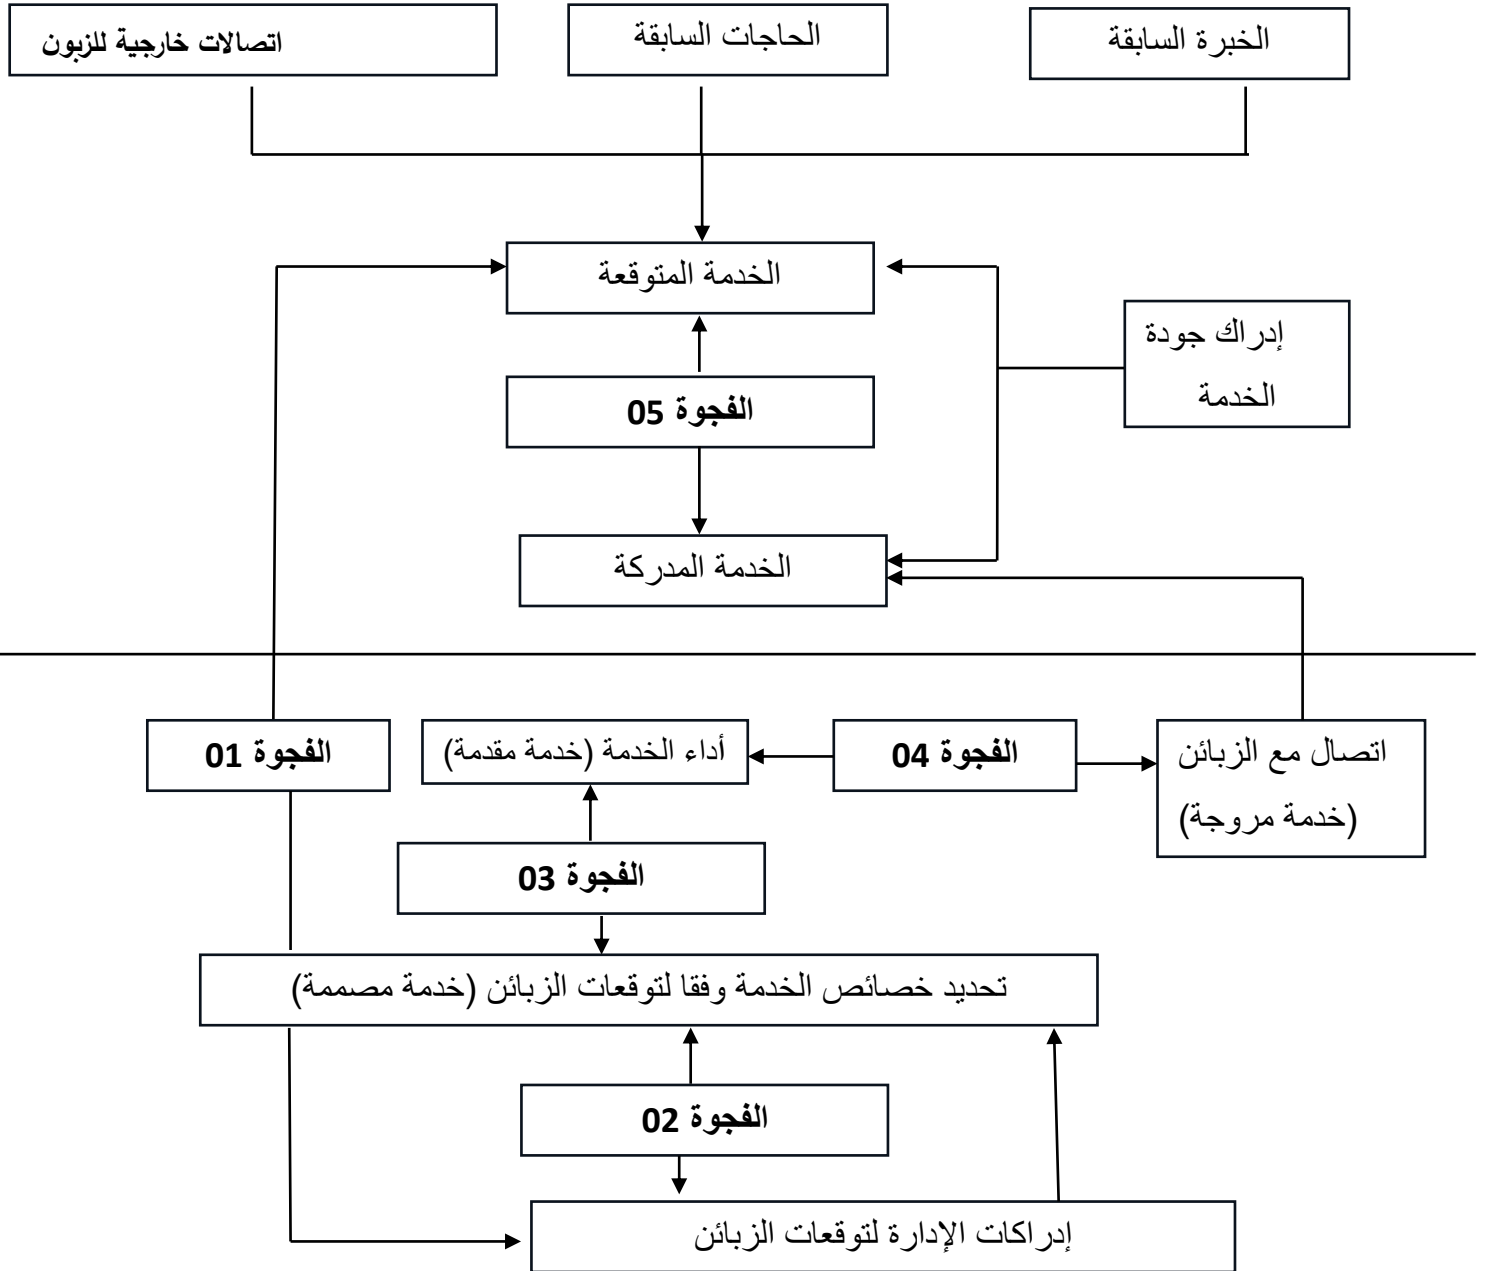 الخبرة السابقة
الحاجات السابقة
اتصالات خارجية للزبون
الخدمة المتوقعة
إدراك جودة
الخدمة
الفجوة 05
الخدمة المدركة
اتصال مع الزبائن
(خدمة مروجة)
الفجوة 04
أداء الخدمة (خدمة مقدمة)
الفجوة 01
الفجوة 03
تحديد خصائص الخدمة وفقا لتوقعات الزبائن (خدمة مصممة)
الفجوة 02
إدراكات الإدارة لتوقعات الزبائن